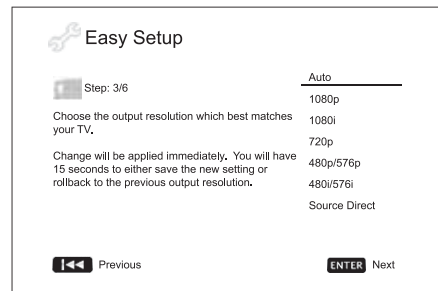 Easy Setup
Step: 3/6
Choose the output resolution which best matches
your TV.
Change will be applied immediately. You will have
15 seconds to either save the new setting or
rollback to the previous output resolution.
Auto
1080p
1080i
720p
480p/576p
480i/576i
Source Direct
Previous
ENTER Next